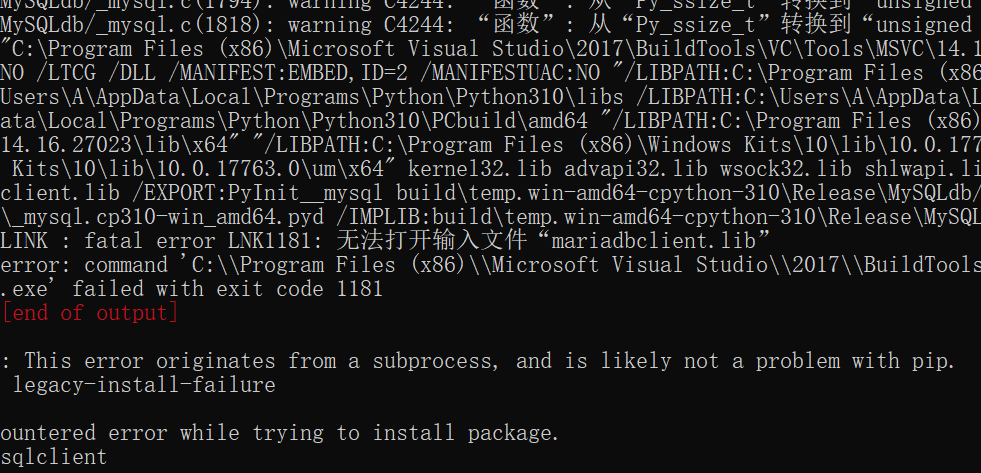 MySQLdb/_mysql.c(1794): warning C4244: “函数”: 从“Py_ssize_t”转换到“unsigned
MySQLdb/_mysql.c(1818): warning C4244: “函数”: 从“Py_ssize_t”转换到“unsigned
"C:\Program Files (x86)\Microsoft Visual Studio\2017\BuildTools\VC\Tools\MSVC\14.1
NO /LTCG /DLL /MANIFEST:EMBED,ID=2 /MANIFESTUAC:NO "/LIBPATH:C:\Program Files (x86
Users\A\AppData\Local\Programs\Python\Python310\libs /LIBPATH:C:\Users\A\AppData\L
ata\Local\Programs\Python\Python310\PCbuild\amd64 "/LIBPATH:C:\Program Files (x86)
14.16.27023\lib\x64" "/LIBPATH:C:\Program Files (x86)\Windows Kits\10\lib\10.0.177
Kits\10\lib\10.0.17763.0\um\x64" kernel32.lib advapi32.lib wsock32.lib shlwapi.li
client.lib /EXPORT:PyInit__mysql build\temp.win-amd64-cpython-310\Release\MySQLdb/
\_mysql.cp310-win_amd64.pyd /IMPLIB:build\temp.win-amd64-cpython-310\Release\MySQL
LINK : fatal error LNK1181: 无法打开输入文件“mariadbclient.lib”
error: command 'C:\\Program Files (x86)\\Microsoft Visual Studio\\2017\\BuildTools
.exe' failed with exit code 1181
[end of output]
: This error originates from a subprocess, and is likely not a problem with pip.
legacy-install-failure
ountered error while trying to install package.
sqlclient